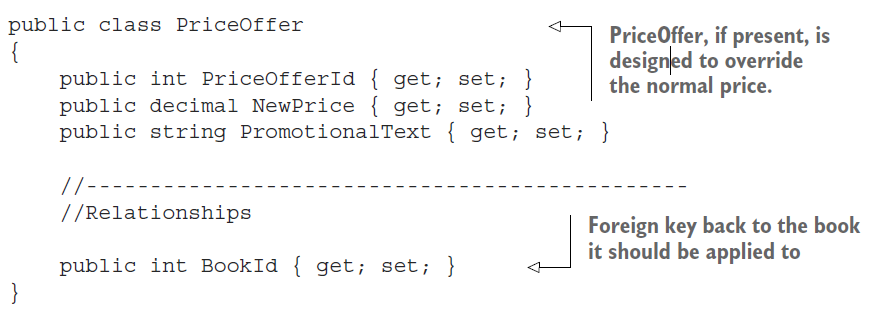 public class PriceOffer
{
    public int PriceOfferId { get; set; }
    public decimal NewPrice { get; set; }
    public string PromotionalText { get; set; }
    //-----------------------------------------------
    //Relationships
    public int BookId { get; set; }
}
PriceOffer, if present, is
designed to override
the normal price.
Foreign key back to the book
it should be applied to